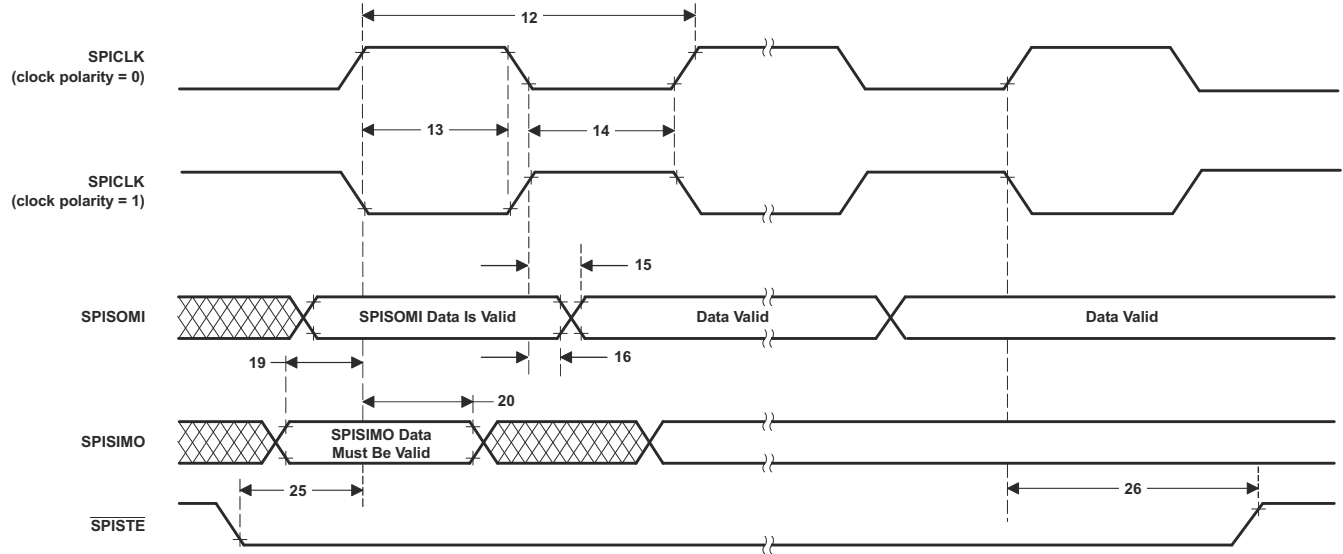 12
SPICLK
(clock polarity = 0)
13
14
SPICLK
(clock polarity = 1)
15
SPISOMI
SPISOMI Data Is Valid
Data Valid
Data Valid
19
16
20
SPISIMO
SPISIMO Data
Must Be Valid
25
26
SPISTE